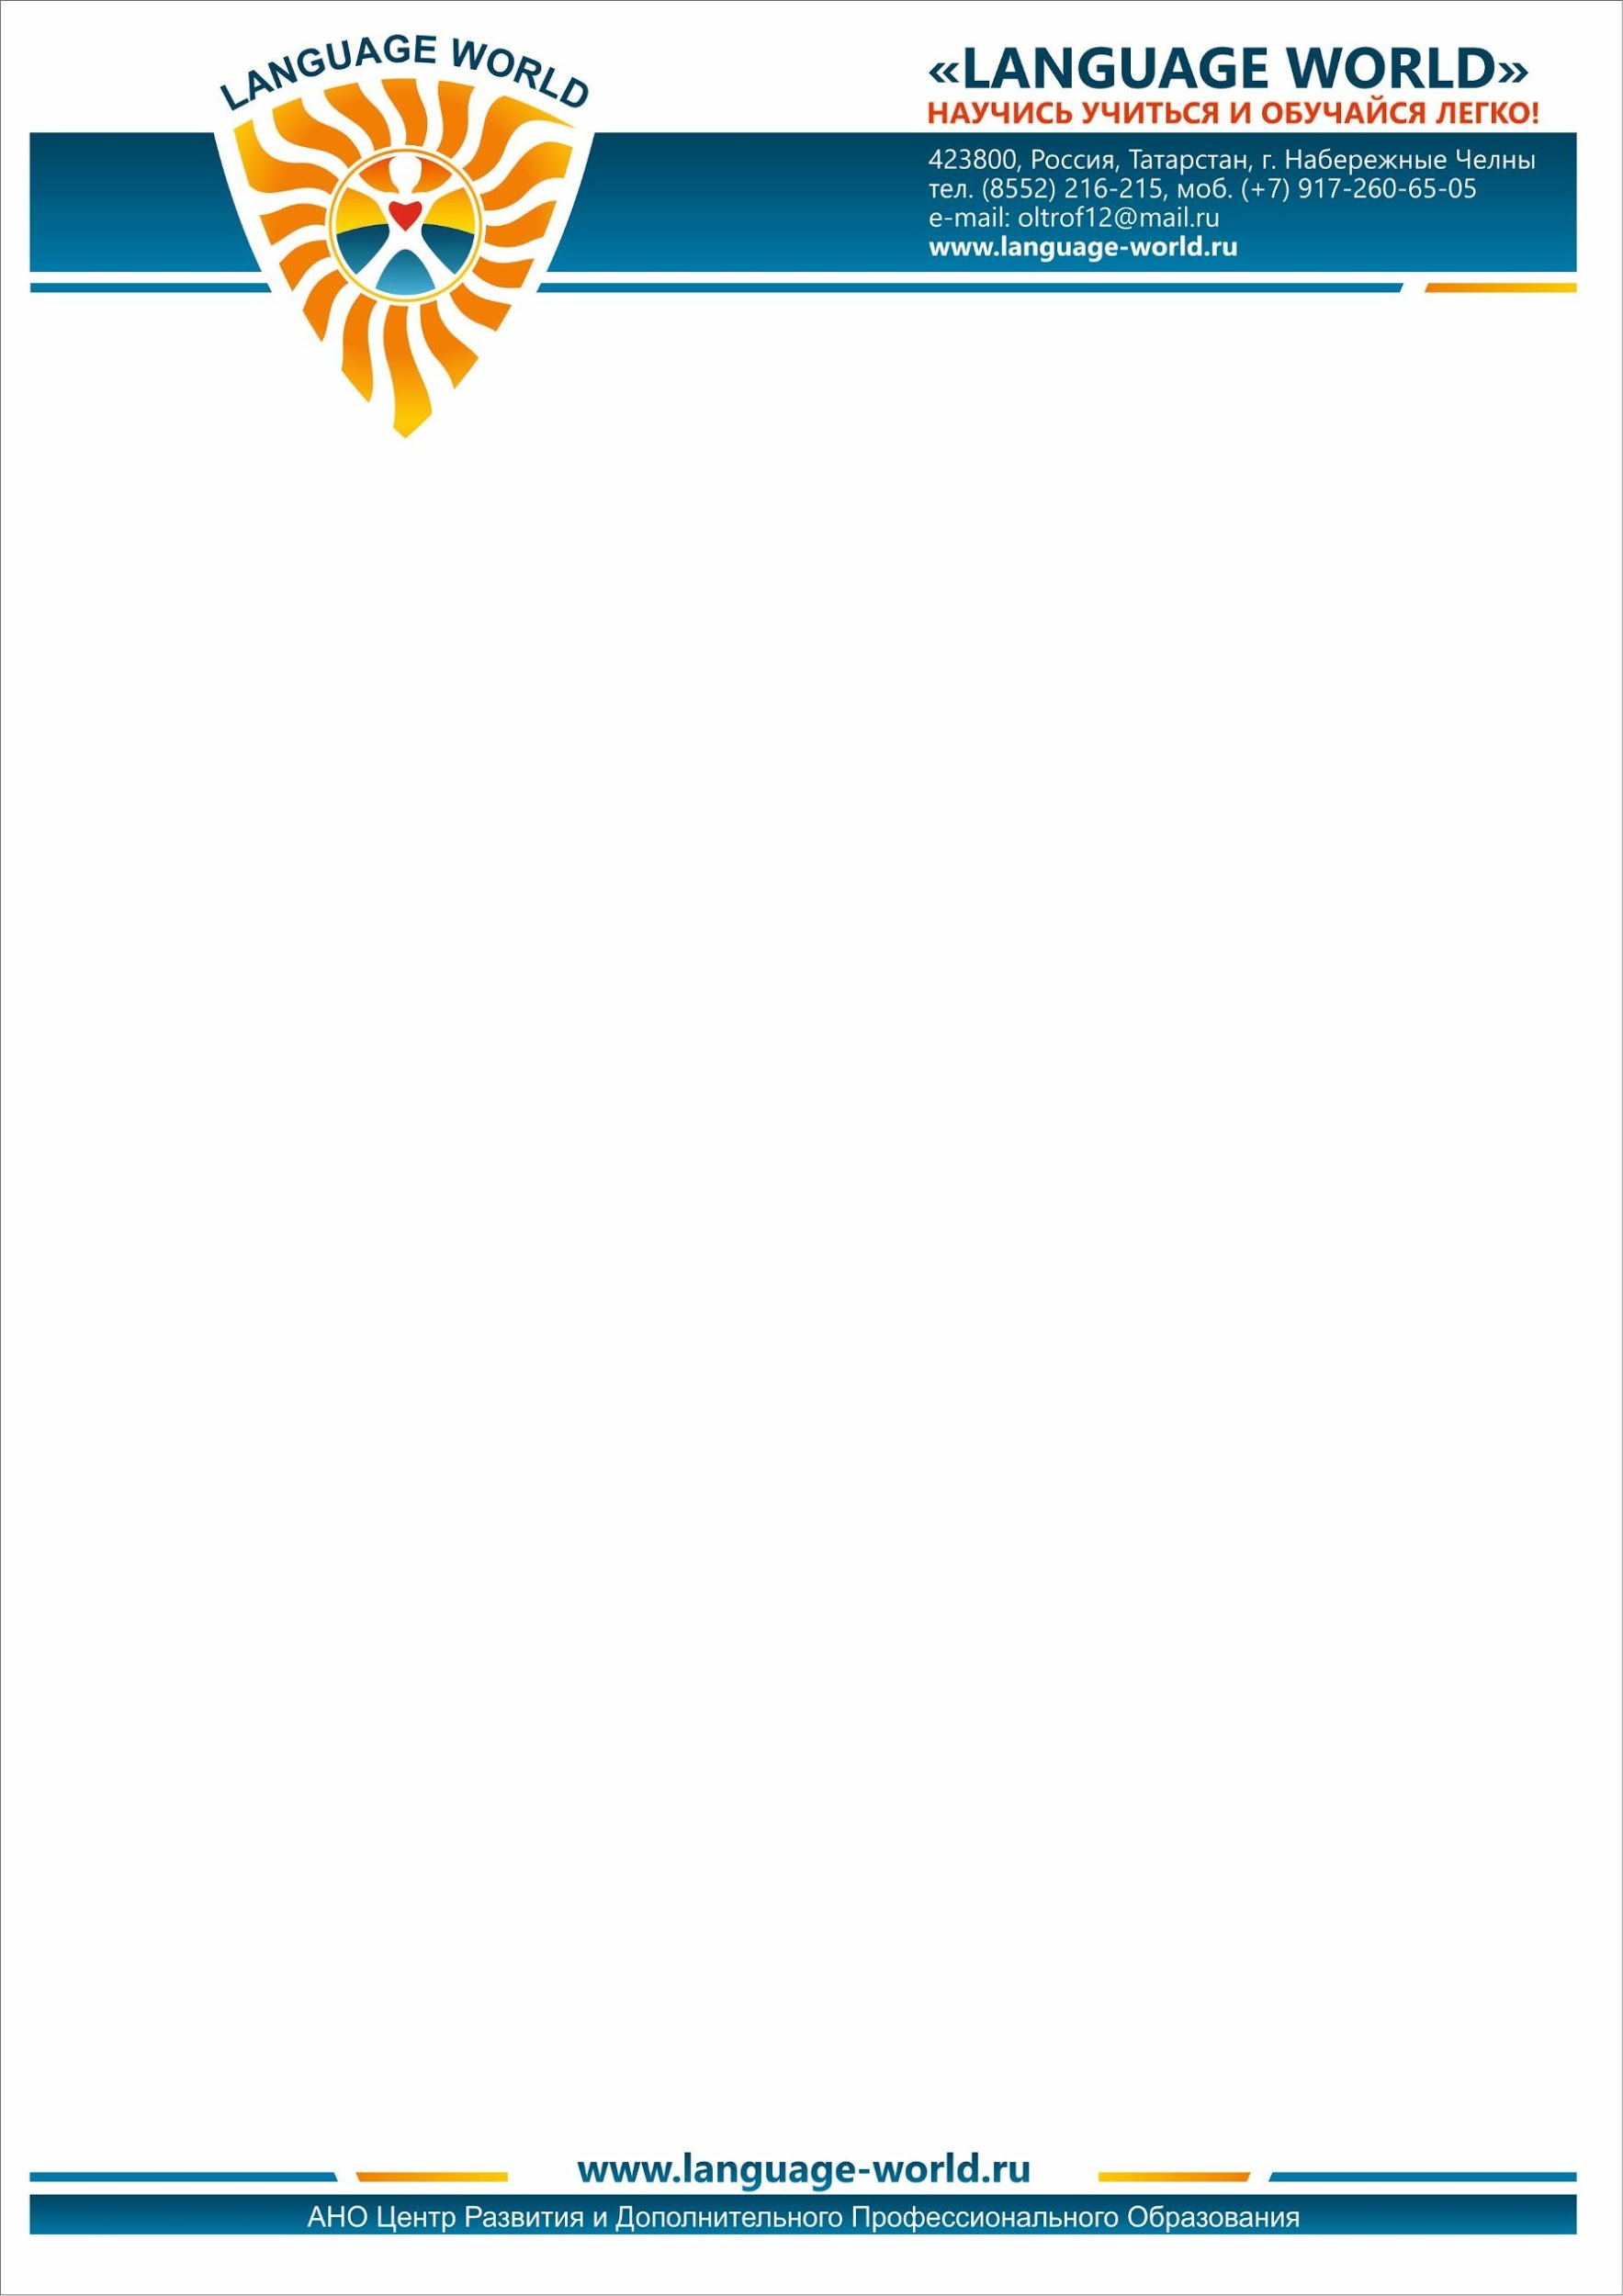 LANGUAGE WORLD
«LANGUAGE WORLD»
НАУЧИСЬ УЧИТЬСЯ И ОБУЧАЙСЯ ЛЕГКО!
423800, Россия, Татарстан, г. Набережные Челны
тел. (8552) 216-215, моб. (+7) 917-260-65-05
e-mail: oltrof12@mail.ru
www.language-world.ru
www.language-world.ru
АНО Центр Развития и Дополнительного Профессионального Образования